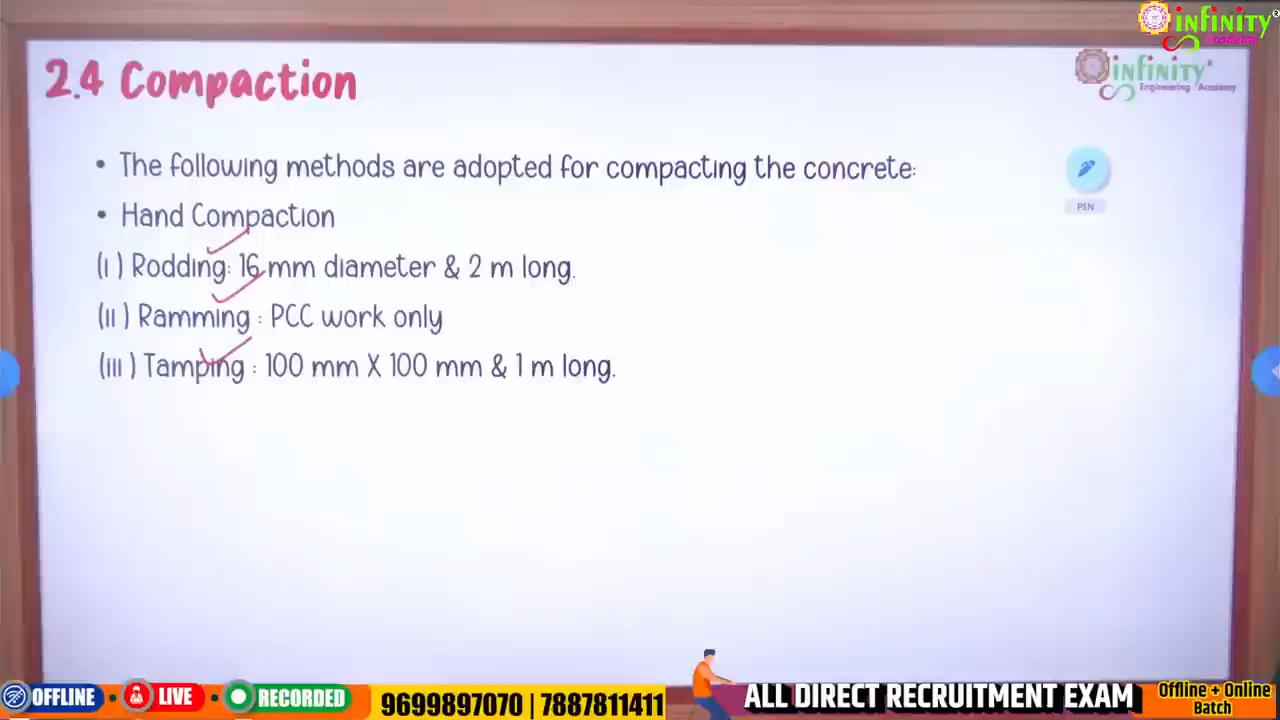 infinity
Academy
2.4 Compaction
infinity
Engineering Academy
• The following methods are adopted for compacting the concrete:
PEN
• Hand Compaction
(i) Rodding: 16 mm diameter & 2 m long.
(ii) Ramming : PCC work only
(iii) Tamping : 100 mm X 100 mm & 1 m long.
OFFLINE • LIVE • RECORDED
9699897070 | 7887811411
ALL DIRECT RECRUITMENT EXAM
Offline + Online
Batch